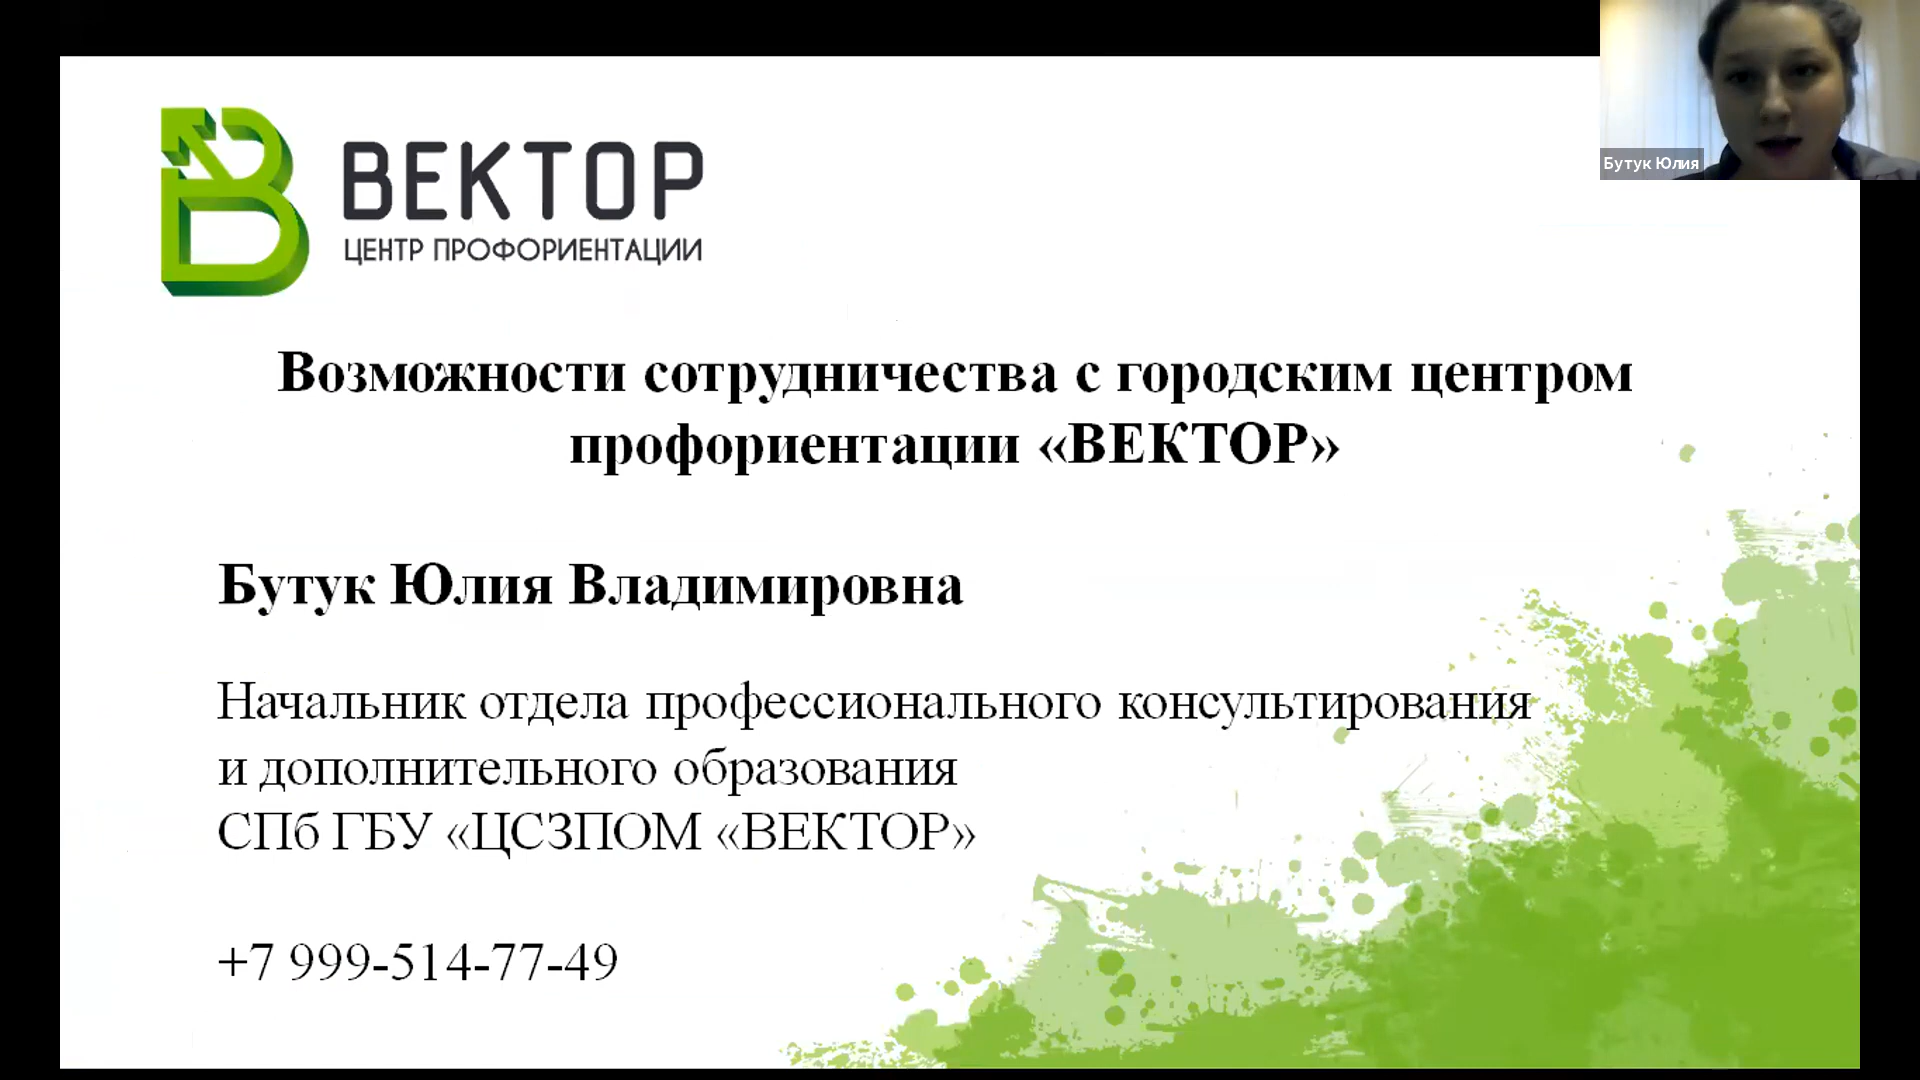 ВЕКТОР
ЦЕНТР ПРОФОРИЕНТАЦИИ
Бутук Юлия
Возможности сотрудничества с городским центром
профориентации «ВЕКТОР»
Бутук Юлия Владимировна
Начальник отдела профессионального консультирования
и дополнительного образования
СПб ГБУ «ЦСЗПОМ «ВЕКТОР»
+7 999-514-77-49